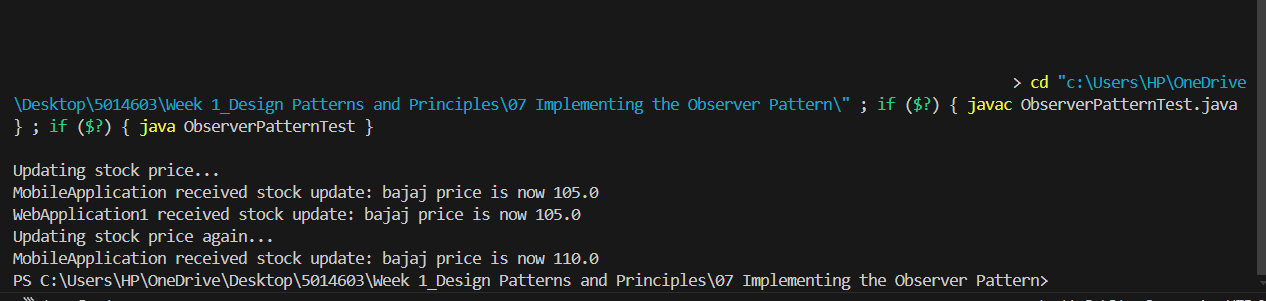 > cd "c:\Users\HP\OneDrive
\Desktop\5014603\Week 1_Design Patterns and Principles\07 Implementing the Observer Pattern\" ; if ($?) { javac ObserverPatternTest.java
} ; if ($?) { java ObserverPatternTest }
Updating stock price...
MobileApplication received stock update: bajaj price is now 105.0
WebApplication1 received stock update: bajaj price is now 105.0
Updating stock price again...
MobileApplication received stock update: bajaj price is now 110.0
PS C:\Users\HP\OneDrive\Desktop\5014603\Week 1_Design Patterns and Principles\07 Implementing the Observer Pattern>